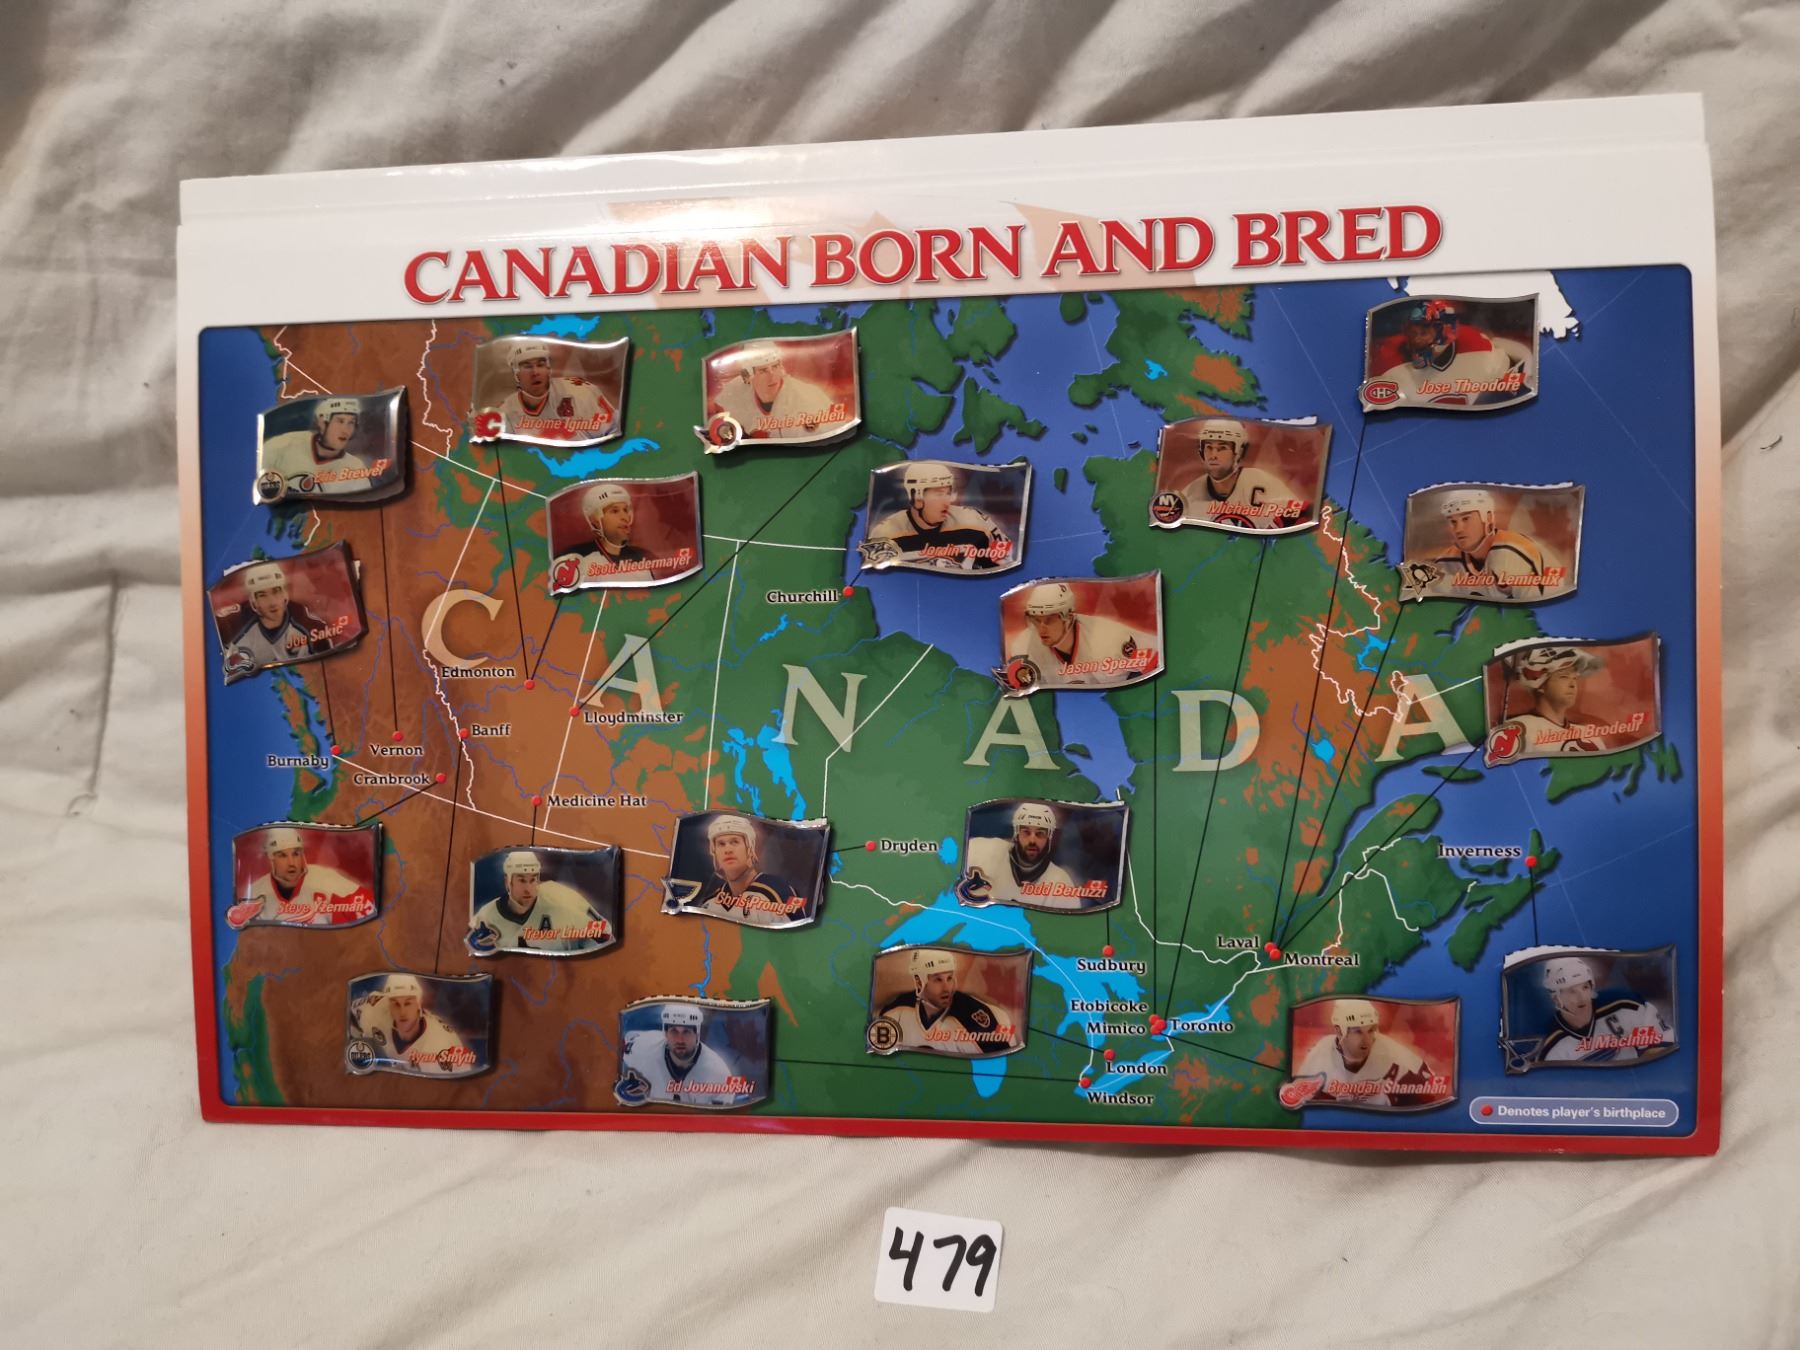 CANADIAN BORN AND BRED
Jose Theodore
Jarome Iginla
Wade Redden
Eric Brewer
Michael Peca
Jordin Tootoo
Scott Niedermayer
Mario Lemieux
Churchill
Joe Sakic
Jason Spezza
CANADA
Edmonton
Lloydminster
Martin Brodeur
Banff
Vernon
Burnaby
Cranbrook
Medicine Hat
Dryden
Inverness
Todd Bertuzzi
Chris Pronger
Steve Yzerman
Trevor Linden
Laval
Montreal
Sudbury
Etobicoke
Mimico
Toronto
Joe Thornton
Al MacInnis
Ryan Smyth
London
Ed Jovanovski
Brendan Shanahan
Windsor
Denotes player's birthplace
479